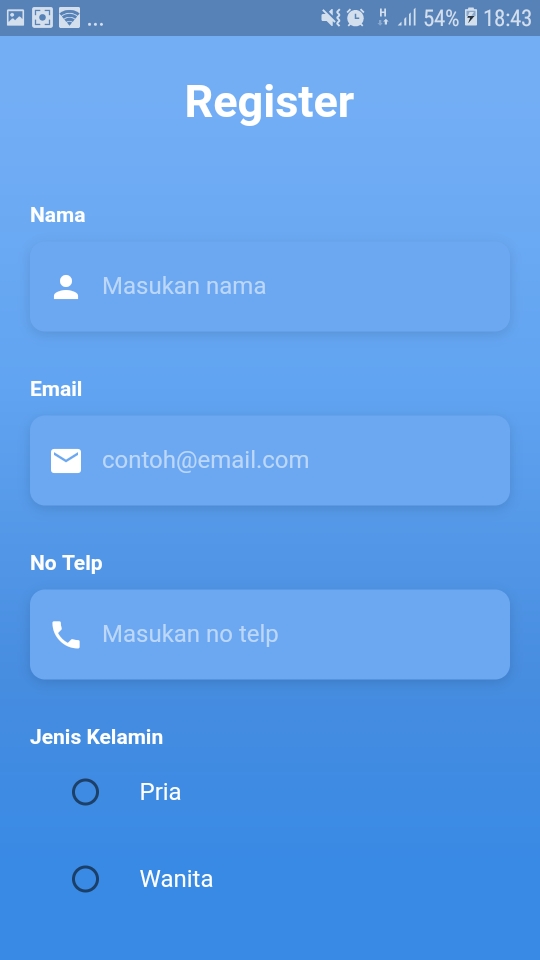 ... H 54% 18:43
Register
Nama
Masukan nama
Email
contoh@email.com
No Telp
Masukan no telp
Jenis Kelamin
Pria
Wanita